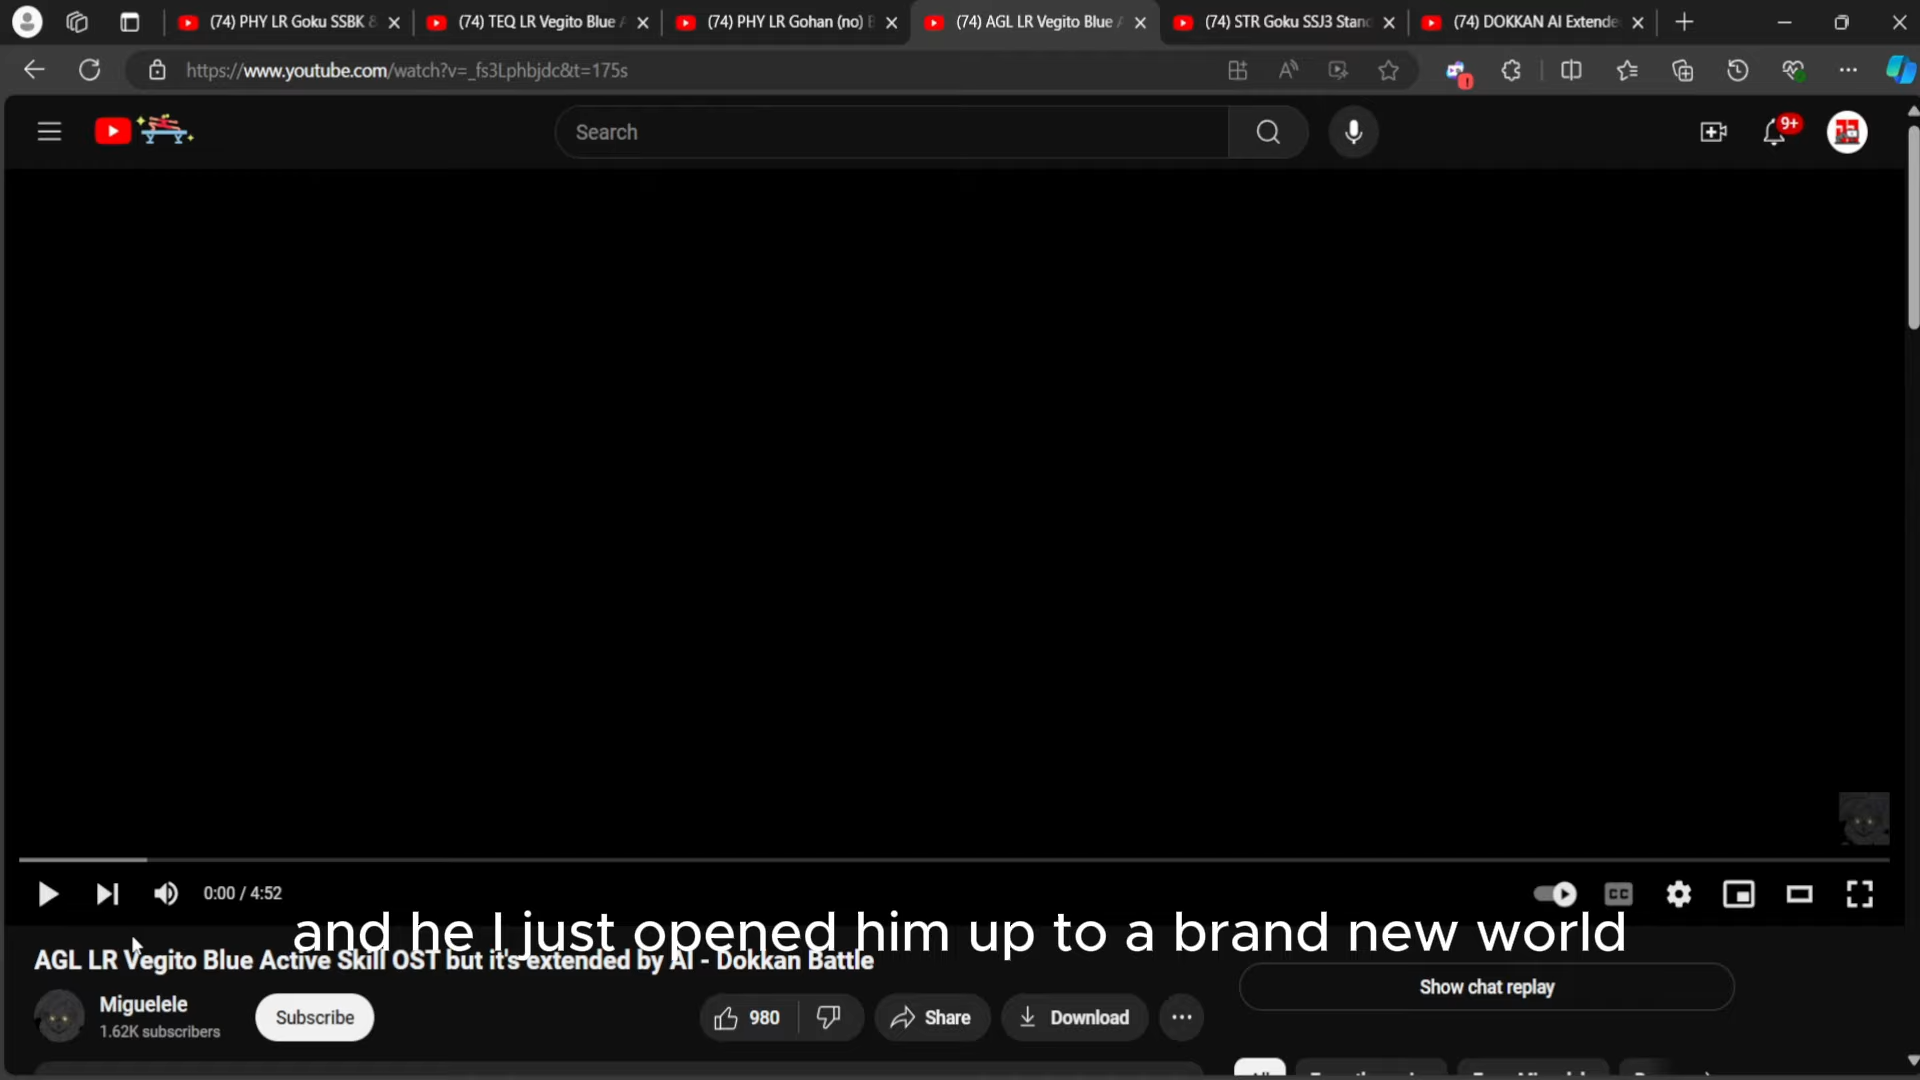 (74) PHY LR Goku SSBK &
(74) TEQ LR Vegito Blue
(74) PHY LR Gohan (no)
(74) AGL LR Vegito Blue
(74) STR Goku SSJ3 Stand
(74) DOKKAN AI Extende
https://www.youtube.com/watch?v=_fs3Lphbjdc&t=175s
Search
9+
0:00 / 4:52
CC
and he I just opened him up to a brand new world
AGL LR Vegito Blue Active Skill OST but it's extended by AI - Dokkan Battle
Show chat replay
Miguelele
1.62K subscribers
Subscribe
980
Share
Download